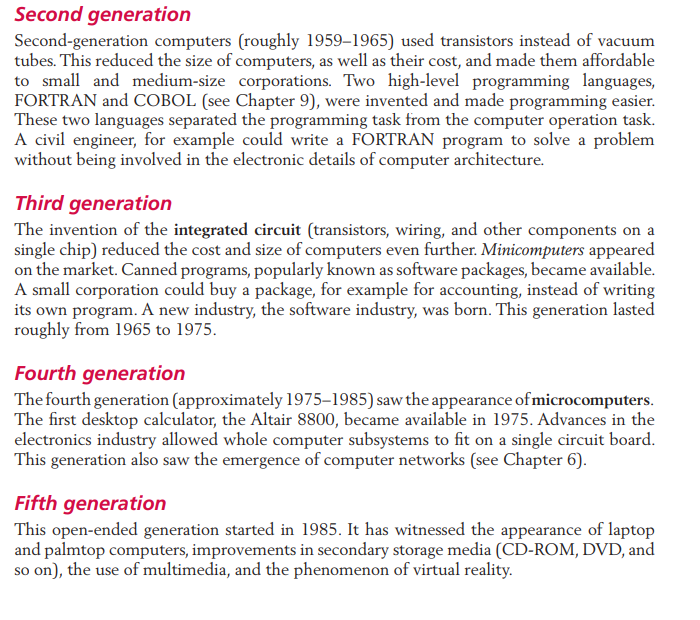 Second generation
Second-generation computers (roughly 1959–1965) used transistors instead of vacuum
tubes. This reduced the size of computers, as well as their cost, and made them affordable
to small and medium-size corporations. Two high-level programming languages,
FORTRAN and COBOL (see Chapter 9), were invented and made programming easier.
These two languages separated the programming task from the computer operation task.
A civil engineer, for example could write a FORTRAN program to solve a problem
without being involved in the electronic details of computer architecture.
Third generation
The invention of the integrated circuit (transistors, wiring, and other components on a
single chip) reduced the cost and size of computers even further. Minicomputers appeared
on the market. Canned programs, popularly known as software packages, became available.
A small corporation could buy a package, for example for accounting, instead of writing
its own program. A new industry, the software industry, was born. This generation lasted
roughly from 1965 to 1975.
Fourth generation
The fourth generation (approximately 1975–1985) saw the appearance of microcomputers.
The first desktop calculator, the Altair 8800, became available in 1975. Advances in the
electronics industry allowed whole computer subsystems to fit on a single circuit board.
This generation also saw the emergence of computer networks (see Chapter 6).
Fifth generation
This open-ended generation started in 1985. It has witnessed the appearance of laptop
and palmtop computers, improvements in secondary storage media (CD-ROM, DVD, and
so on), the use of multimedia, and the phenomenon of virtual reality.